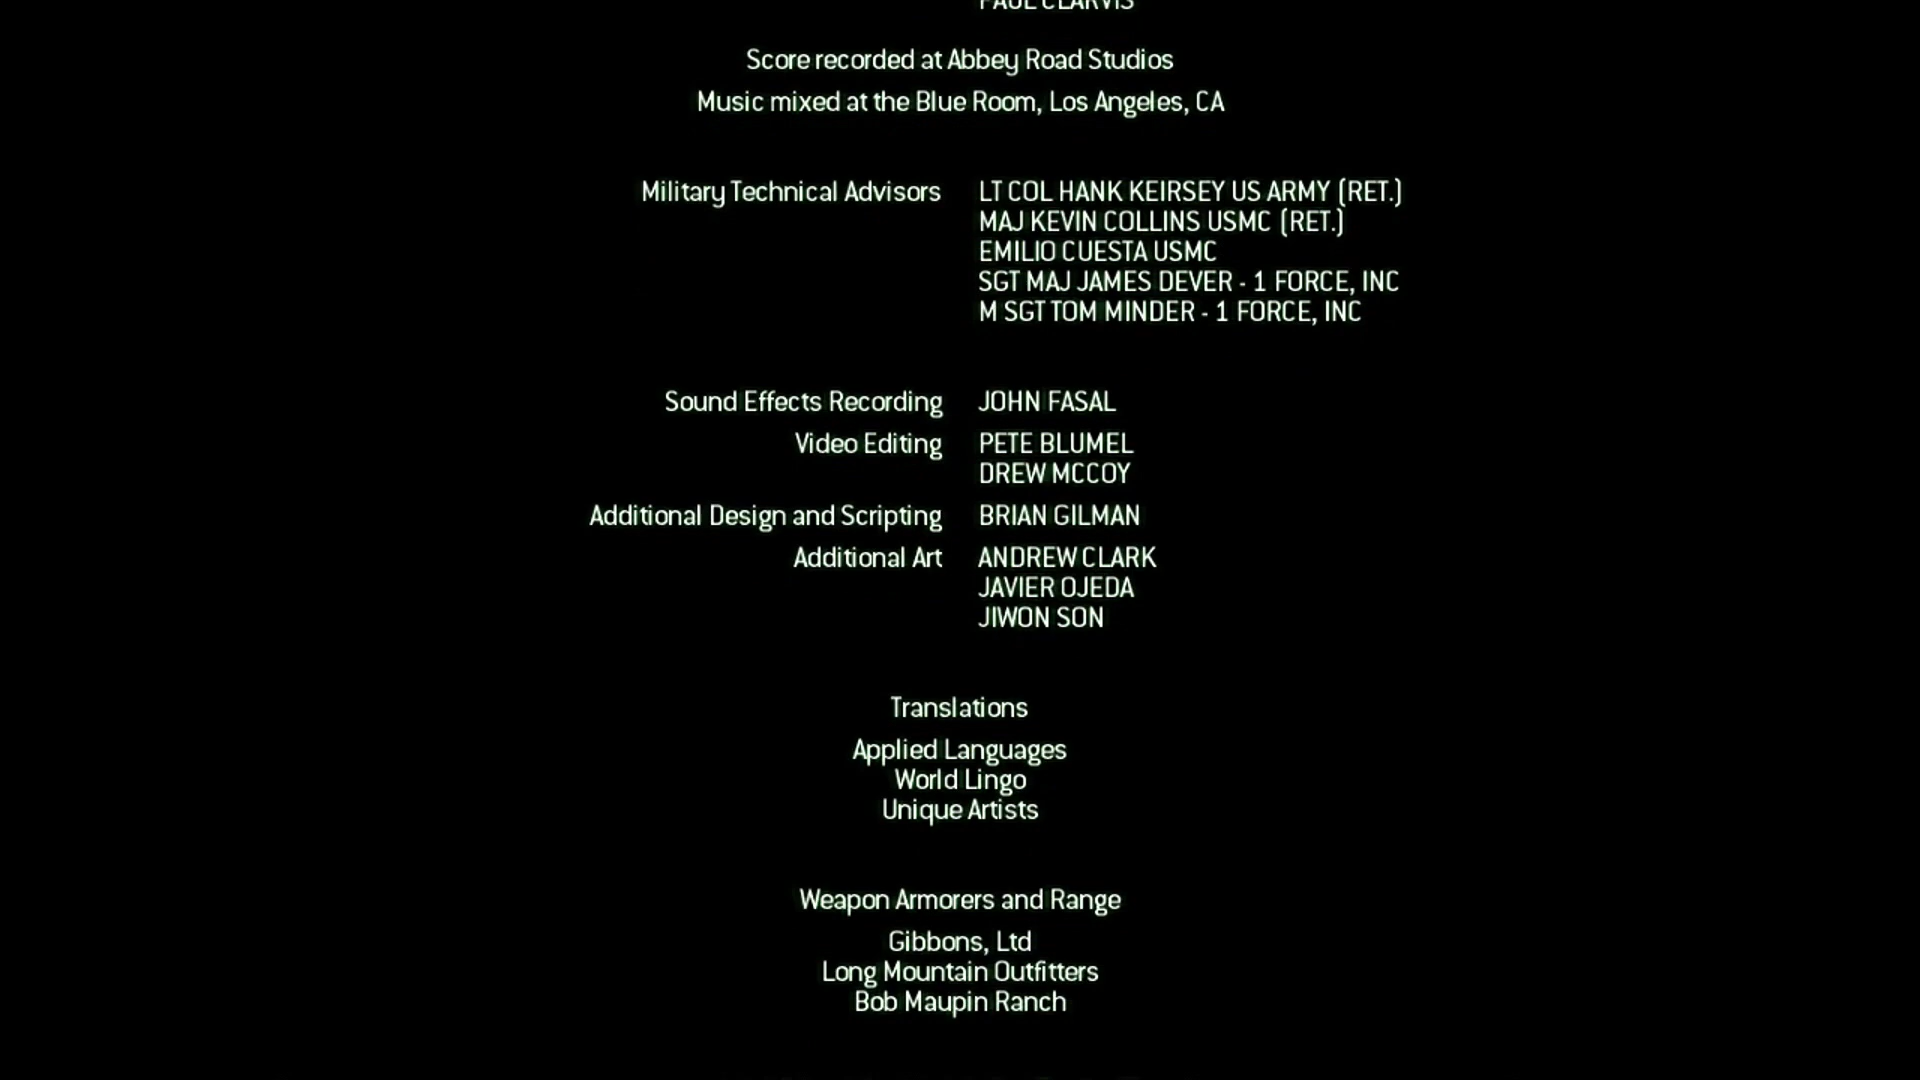 PAUL CLARVIS
Score recorded at Abbey Road Studios
Music mixed at the Blue Room, Los Angeles, CA
Military Technical Advisors LT COL HANK KEIRSEY US ARMY (RET.)
MAJ KEVIN COLLINS USMC (RET.)
EMILIO CUESTA USMC
SGT MAJ JAMES DEVER - 1 FORCE, INC
M SGT TOM MINDER - 1 FORCE, INC
Sound Effects Recording JOHN FASAL
Video Editing PETE BLUMEL
DREW MCCOY
Additional Design and Scripting BRIAN GILMAN
Additional Art ANDREW CLARK
JAVIER OJEDA
JIWON SON
Translations
Applied Languages
World Lingo
Unique Artists
Weapon Armorers and Range
Gibbons, Ltd
Long Mountain Outfitters
Bob Maupin Ranch